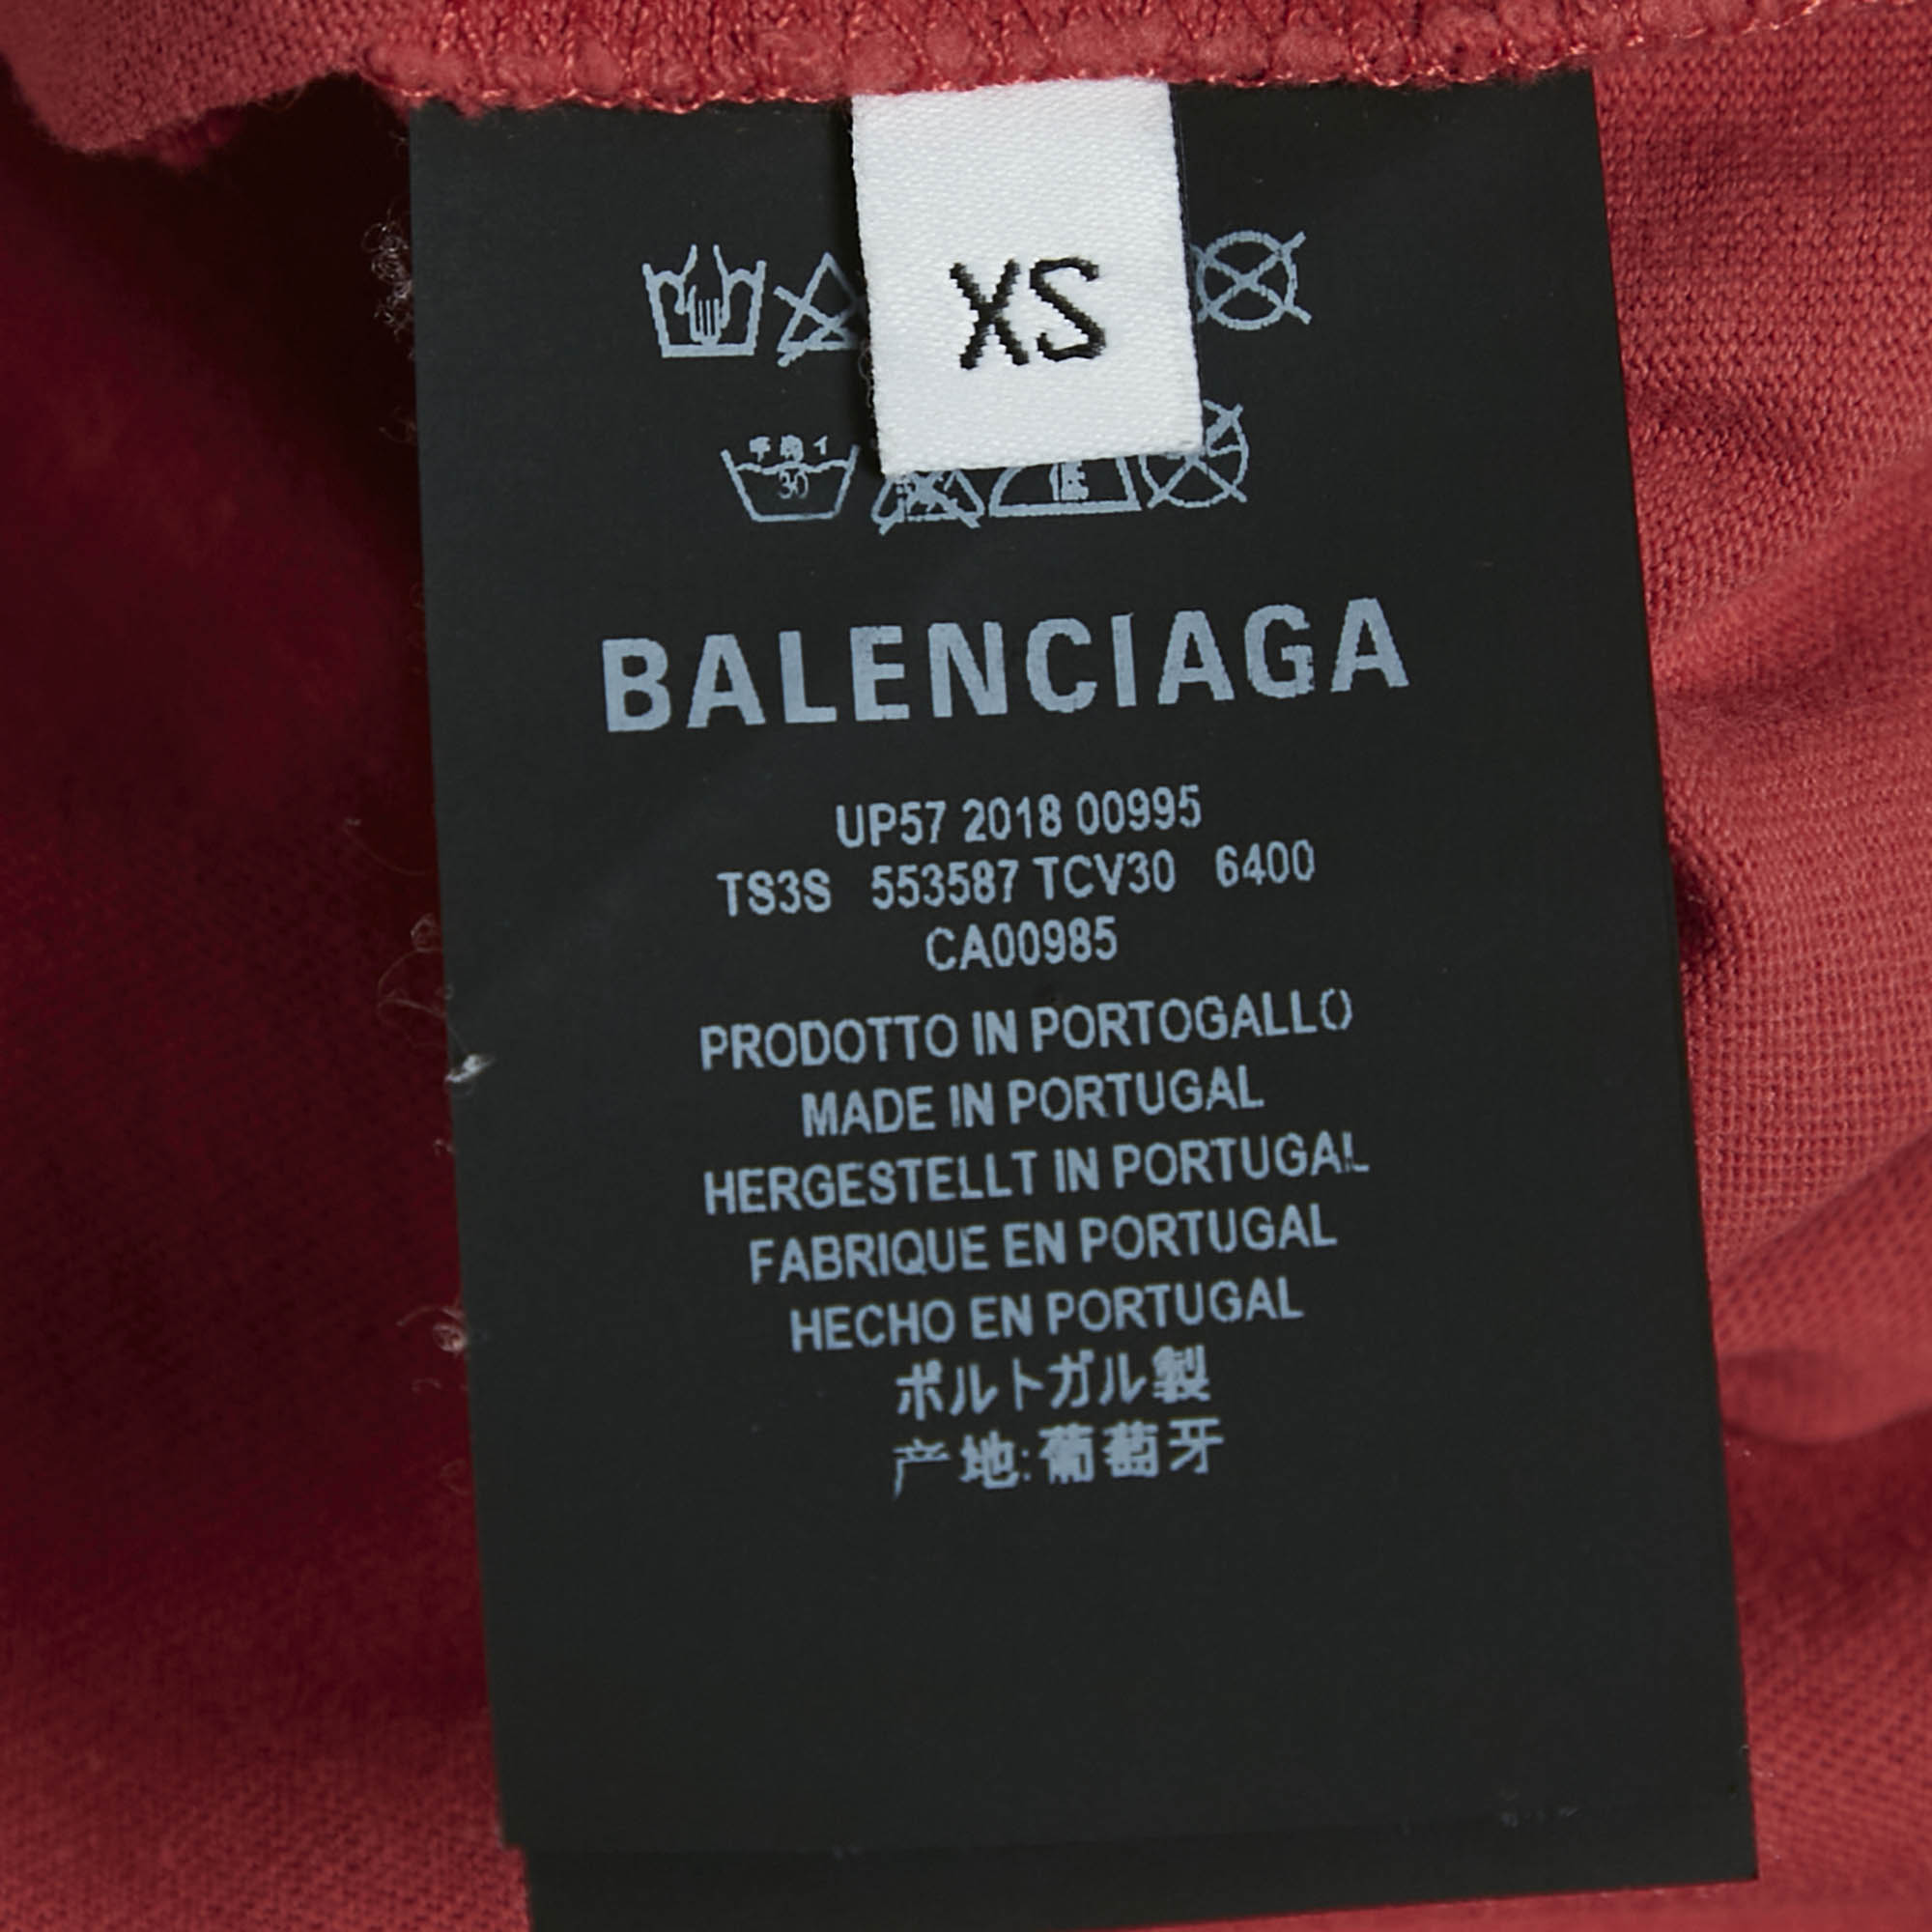 XS
30
BALENCIAGA
UP57 2018 00995
TS3S 553587 TCV30 6400
CA00985
PRODOTTO IN PORTOGALLO
MADE IN PORTUGAL
HERGESTELLT IN PORTUGAL
FABRIQUE EN PORTUGAL
HECHO EN PORTUGAL
ポルトガル製
产地:葡萄牙